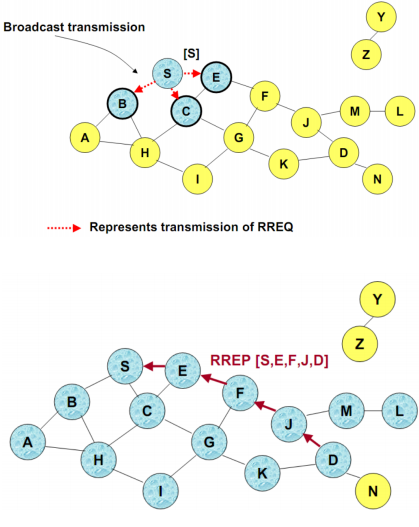 Y
Broadcast transmission
Z
[S]
S
E
B
F
C
M
L
J
A
G
H
D
K
I
N
Represents transmission of RREQ
Y
Z
RREP [S,E,F,J,D]
S
E
F
B
C
M
L
J
A
G
H
D
K
I
N